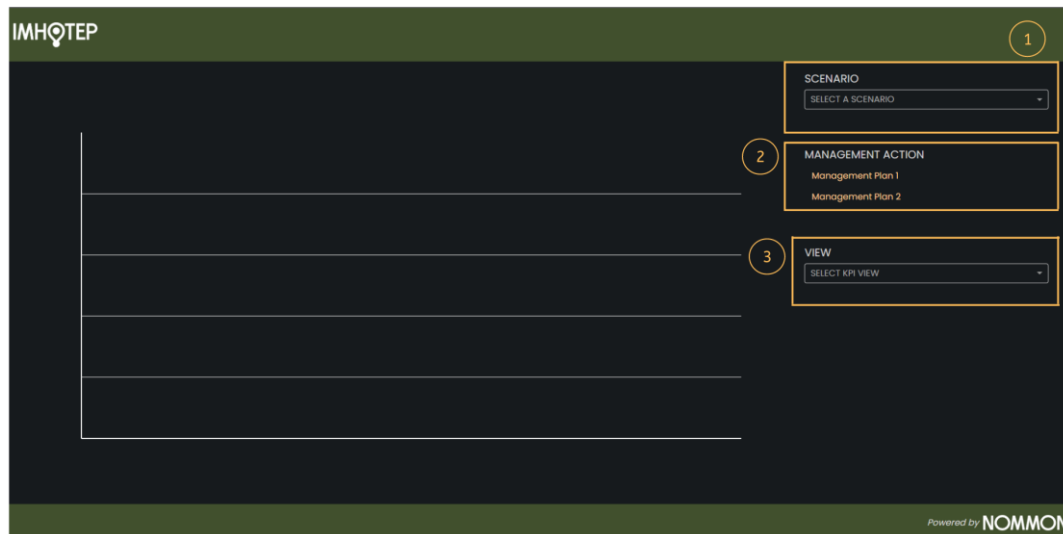 IMHOTEP
1
SCENARIO
SELECT A SCENARIO
2
MANAGEMENT ACTION
Management Plan 1
Management Plan 2
3
VIEW
SELECT KPI VIEW
Powered by NOMMON